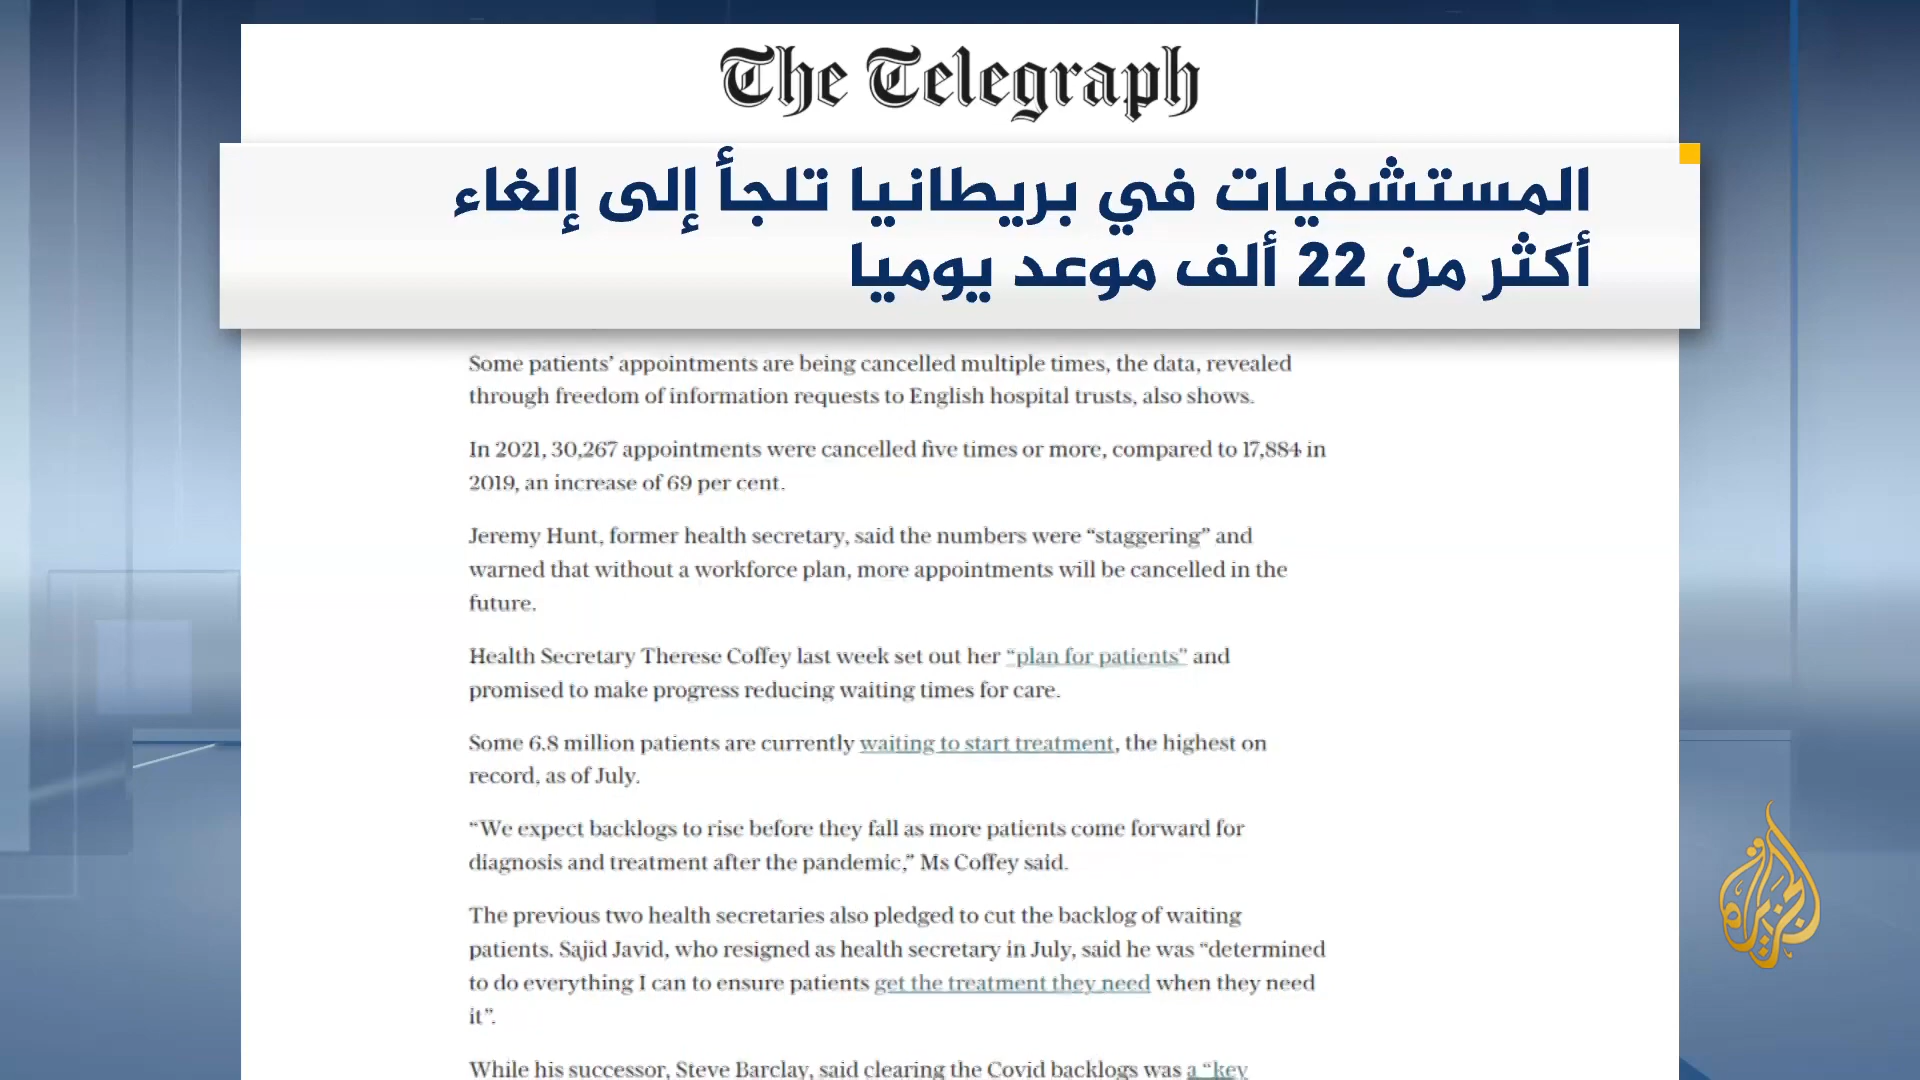 The Telegraph
المستشفيات في بريطانيا تلجأ إلى إلغاء
أكثر من 22 ألف موعد يوميا
Some patients’ appointments are being cancelled multiple times, the data, revealed
through freedom of information requests to English hospital trusts, also shows.
In 2021, 30,267 appointments were cancelled five times or more, compared to 17,884 in
2019, an increase of 69 per cent.
Jeremy Hunt, former health secretary, said the numbers were “staggering” and
warned that without a workforce plan, more appointments will be cancelled in the
future.
Health Secretary Therese Coffey last week set out her “plan for patients” and
promised to make progress reducing waiting times for care.
Some 6.8 million patients are currently waiting to start treatment, the highest on
record, as of July.
“We expect backlogs to rise before they fall as more patients come forward for
diagnosis and treatment after the pandemic,” Ms Coffey said.
The previous two health secretaries also pledged to cut the backlog of waiting
patients. Sajid Javid, who resigned as health secretary in July, said he was “determined
to do everything I can to ensure patients get the treatment they need when they need
it”.
While his successor, Steve Barclay, said clearing the Covid backlogs was a “key
الجزيرة